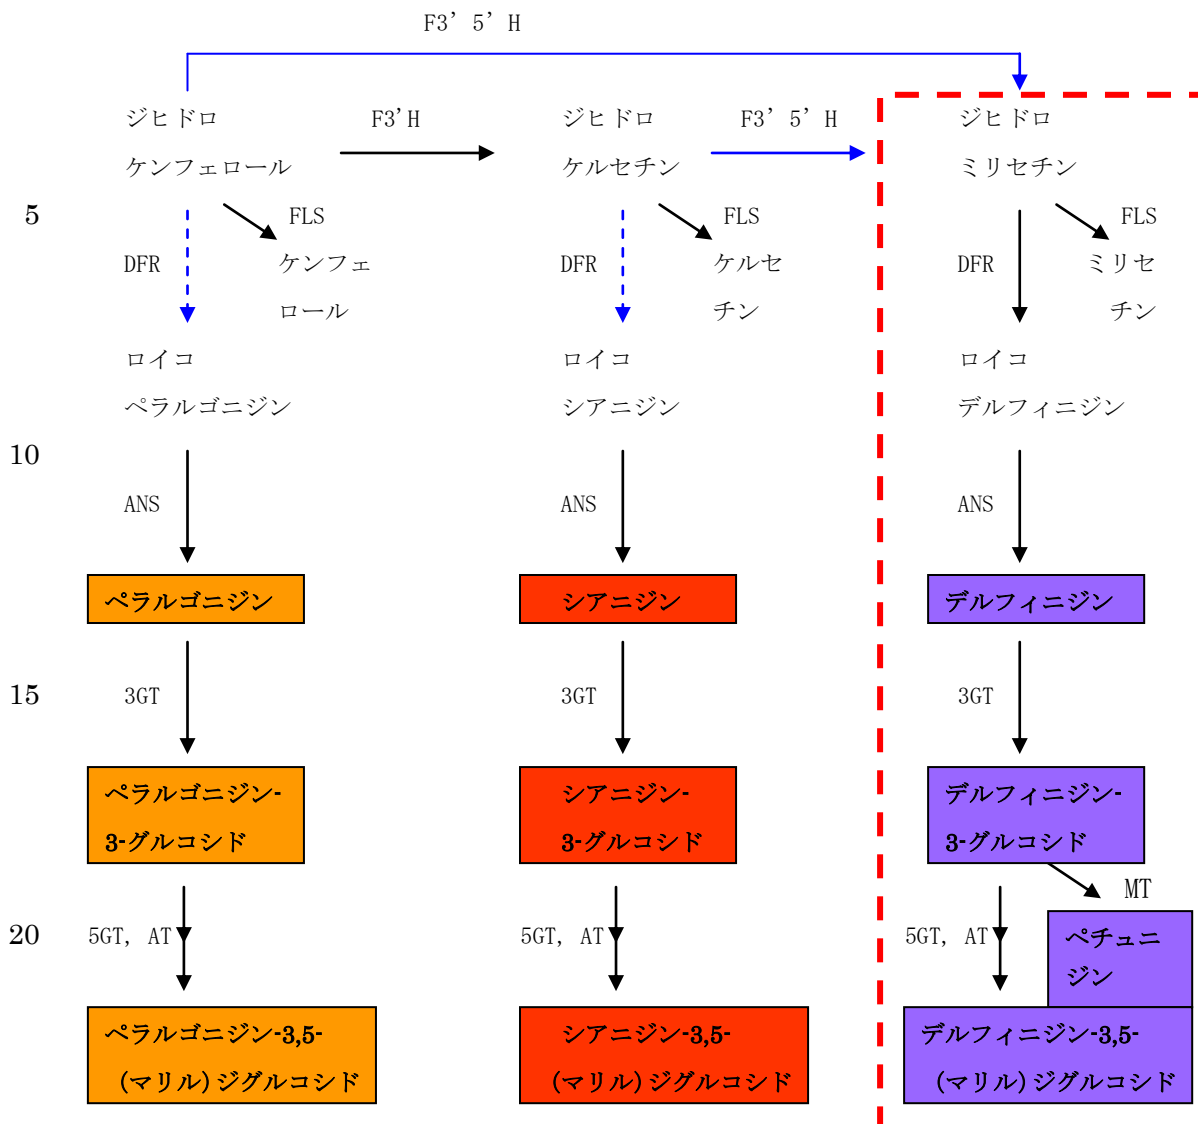 F3’ 5’ H
ジヒドロ F3'H ジヒドロ F3’ 5’ H ジヒドロ
ケンフェロール ケルセチン ミリセチン
5 FLS FLS FLS
DFR ケンフェ DFR ケルセ DFR ミリセ
ロール チン チン
ロイコ ロイコ ロイコ
ペラルゴニジン シアニジン デルフィニジン
10
ANS ANS ANS
ペラルゴニジン シアニジン デルフィニジン
15 3GT 3GT 3GT
ペラルゴニジン- シアニジン- デルフィニジン-
3-グルコシド 3-グルコシド 3-グルコシド
MT
20 5GT, AT 5GT, AT 5GT, AT ペチュニ
ジン
ペラルゴニジン-3,5- シアニジン-3,5- デルフィニジン-3,5-
(マリル)ジグルコシド (マリル)ジグルコシド (マリル)ジグルコシド